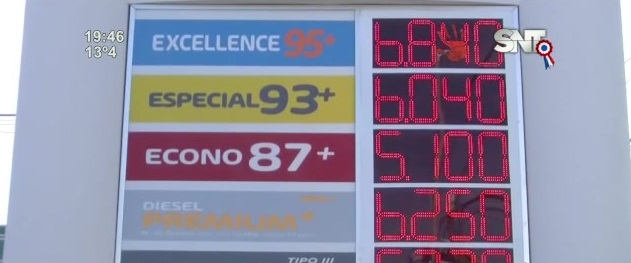 19:46
13°4
SNT
EXCELLENCE 95+ 6.840
ESPECIAL 93+ 6.040
ECONO 87+ 5.100
DIESEL
PREMIUM+ 6.250
TIPO III